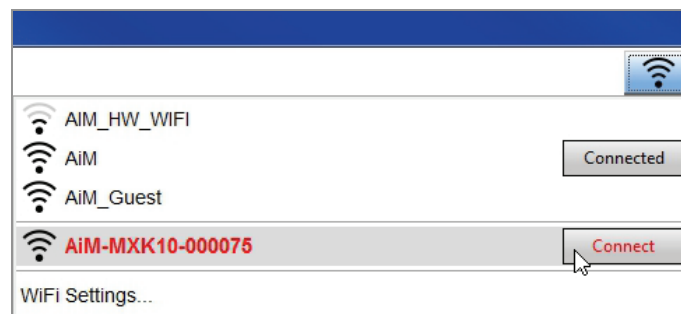 AIM_HW_WIFI
AiM
Connected
AiM_Guest
AiM-MXK10-000075
Connect
WiFi Settings...